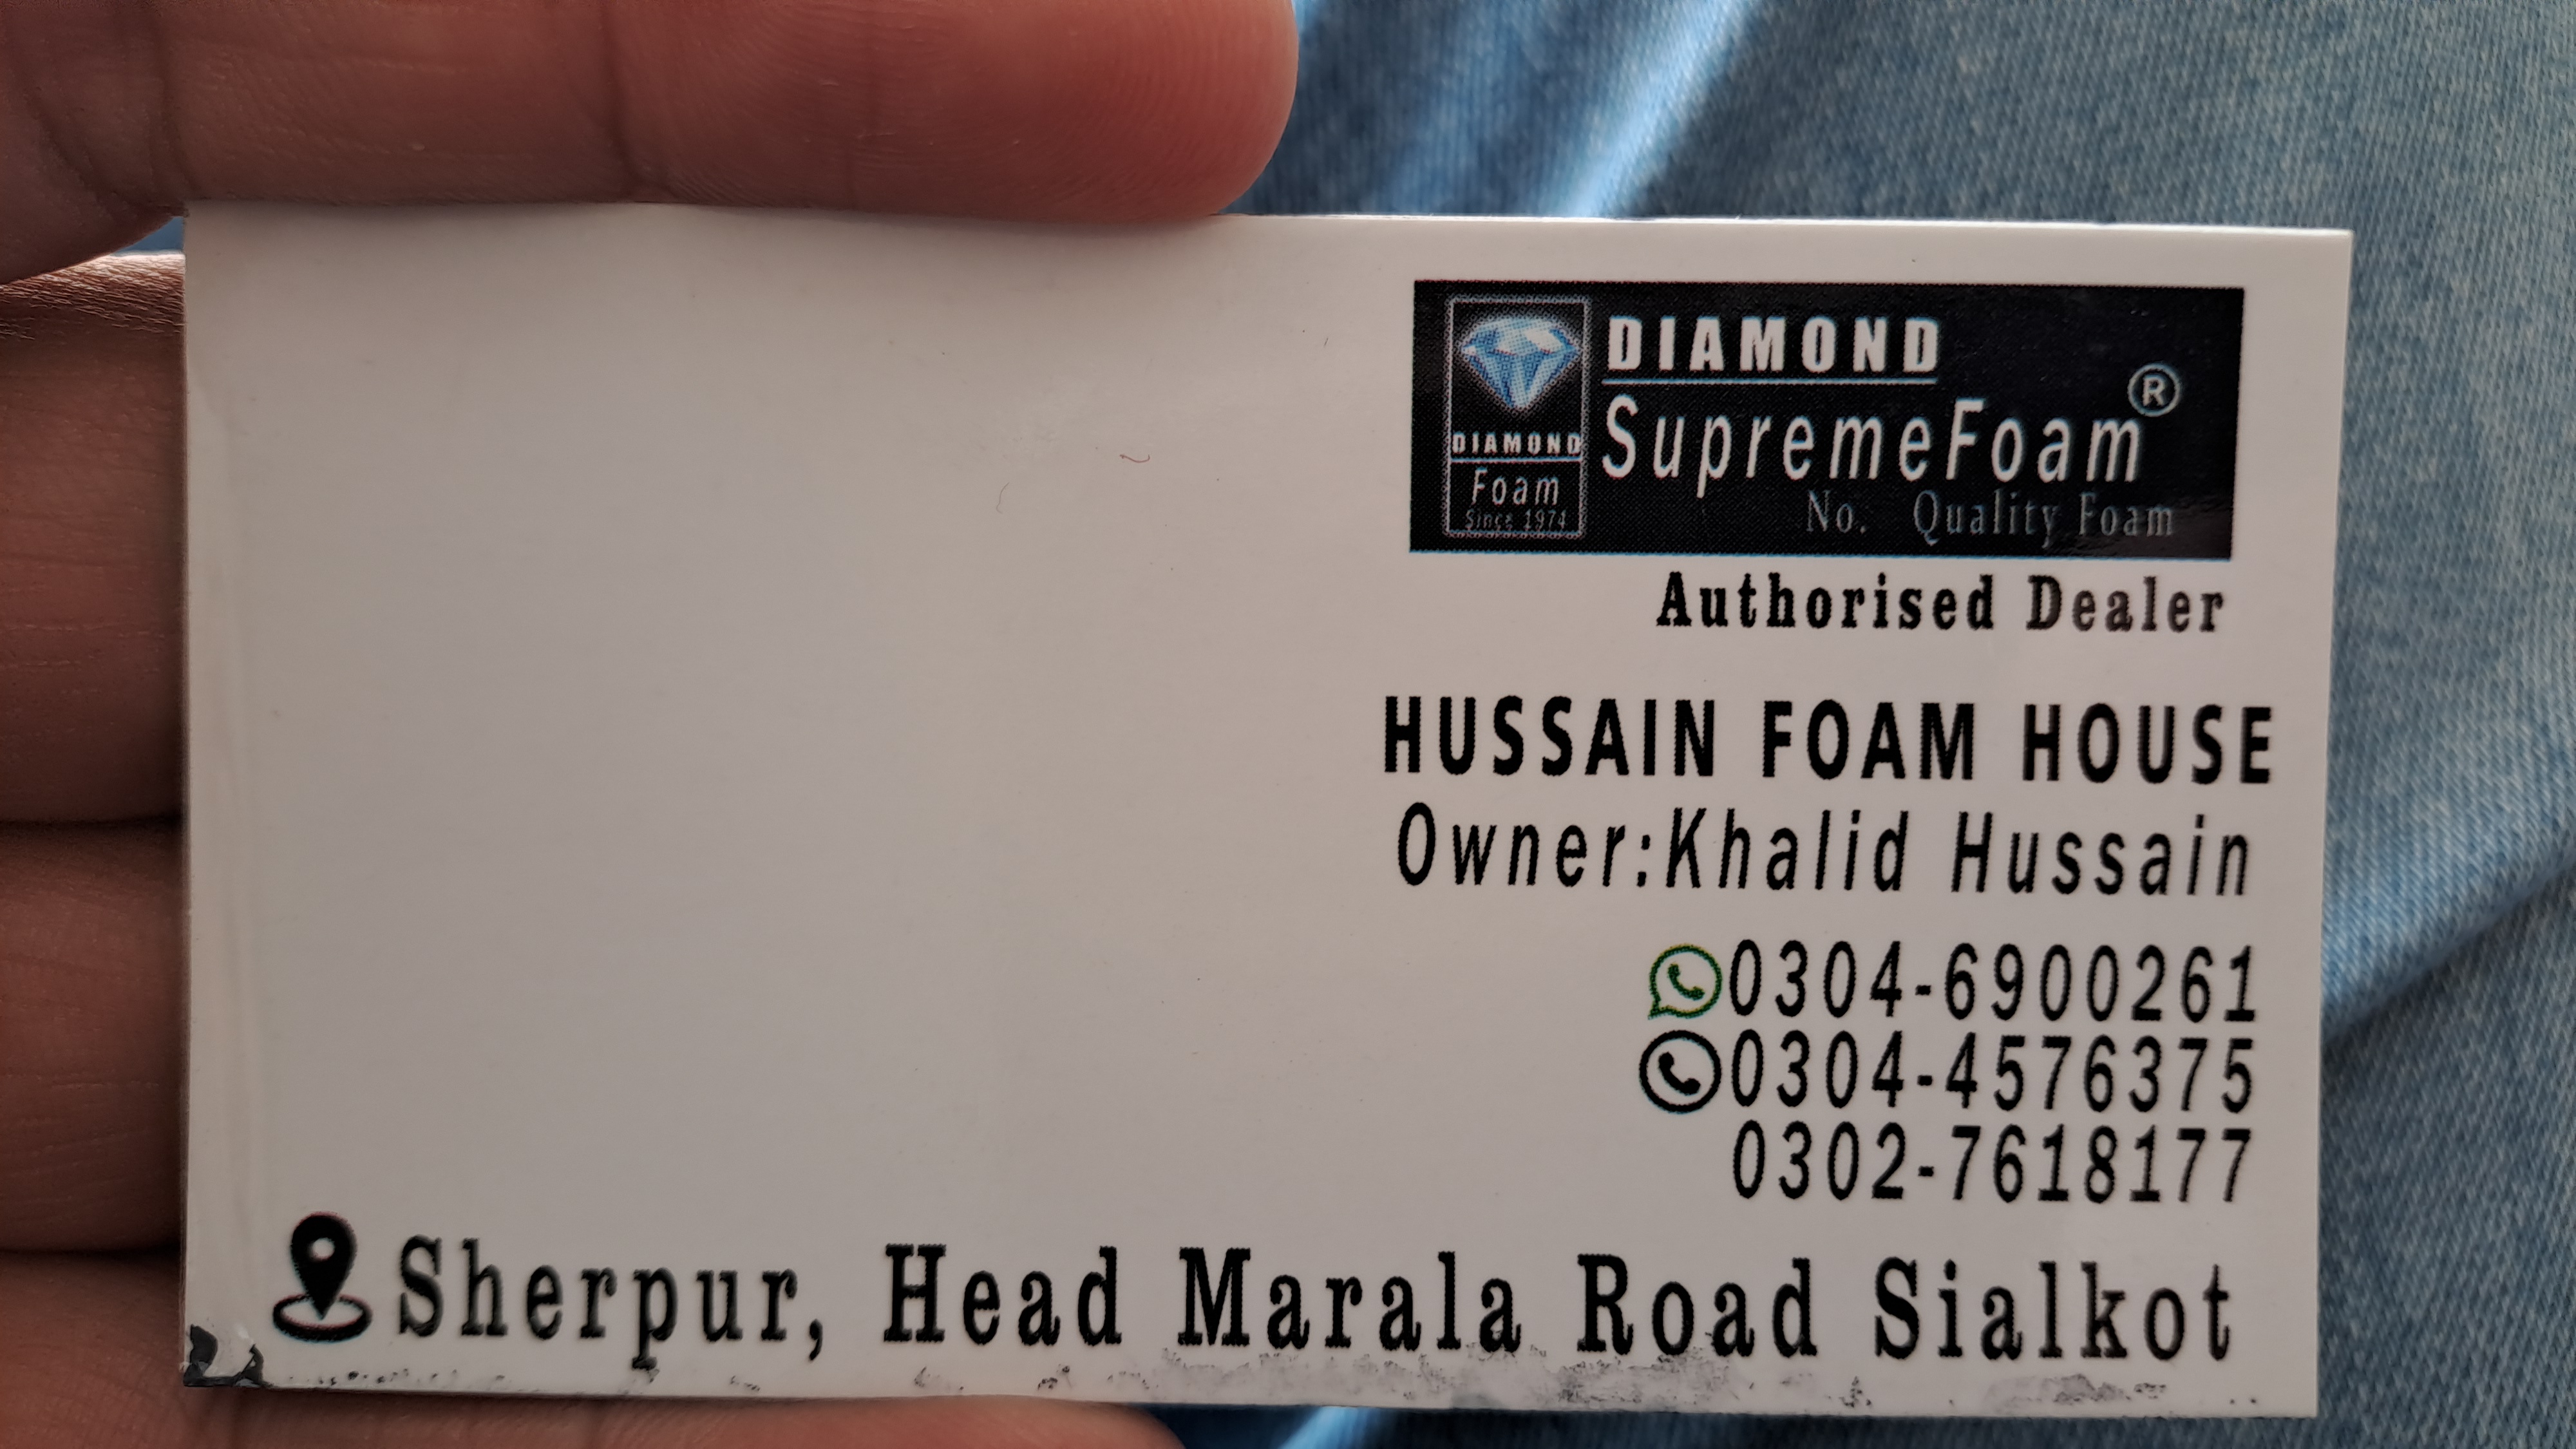 DIAMOND
SupremeFoam®
No. Quality Foam
DIAMOND
Foam
Since 1974
Authorised Dealer
HUSSAIN FOAM HOUSE
Owner:Khalid Hussain
0304-6900261
0304-4576375
0302-7618177
Sherpur, Head Marala Road Sialkot